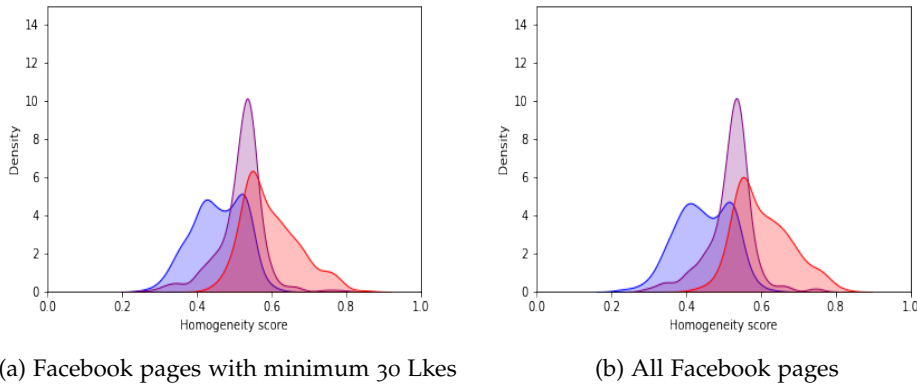 14
12
10
8
6
4
2
0
Density
0.0 0.2 0.4 0.6 0.8 1.0
Homogeneity score
(a) Facebook pages with minimum 30 Lkes
14
12
10
8
6
4
2
0
Density
0.0 0.2 0.4 0.6 0.8 1.0
Homogeneity score
(b) All Facebook pages